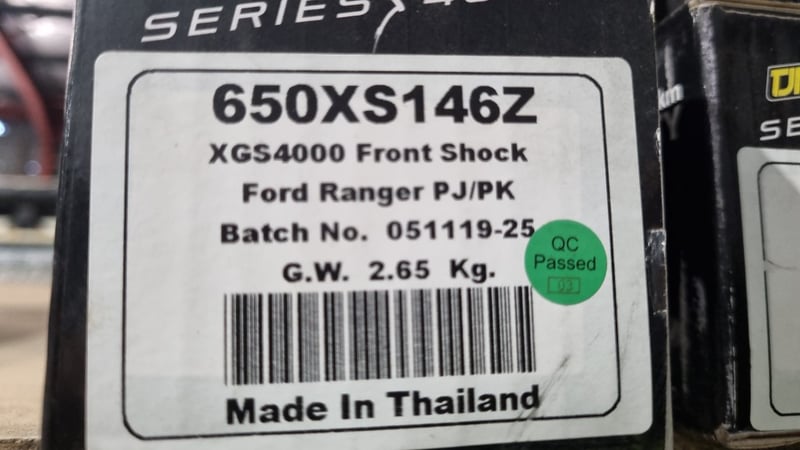 SERIES
650XS146Z
XGS4000 Front Shock
Ford Ranger PJ/PK
Batch No. 051119-25
G.W. 2.65 Kg.
QC
Passed
03
Made In Thailand
TJM
SE